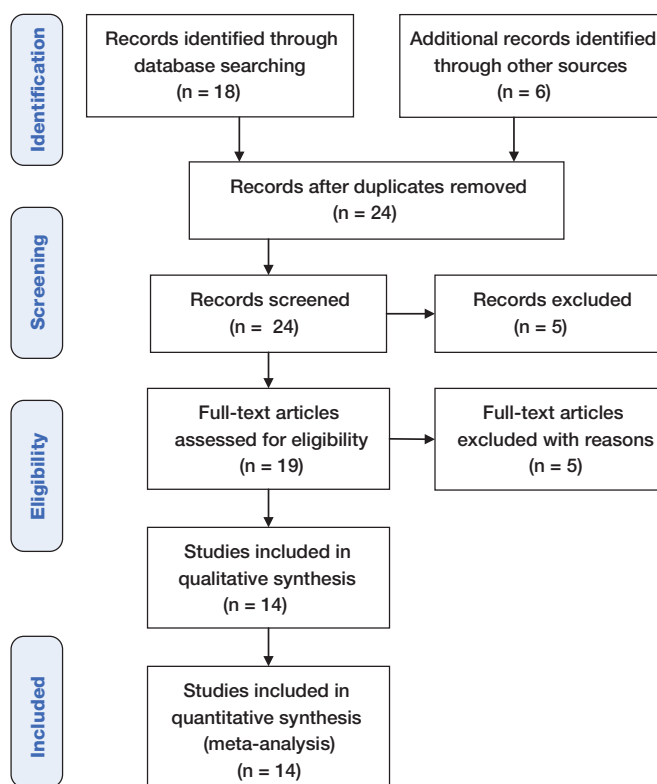 Identification
Records identified through
database searching
(n = 18)
Additional records identified
through other sources
(n = 6)
Records after duplicates removed
(n = 24)
Screening
Records screened
(n = 24)
Records excluded
(n = 5)
Eligibility
Full-text articles
assessed for eligibility
(n = 19)
Full-text articles
excluded with reasons
(n = 5)
Studies included in
qualitative synthesis
(n = 14)
Included
Studies included in
quantitative synthesis
(meta-analysis)
(n = 14)